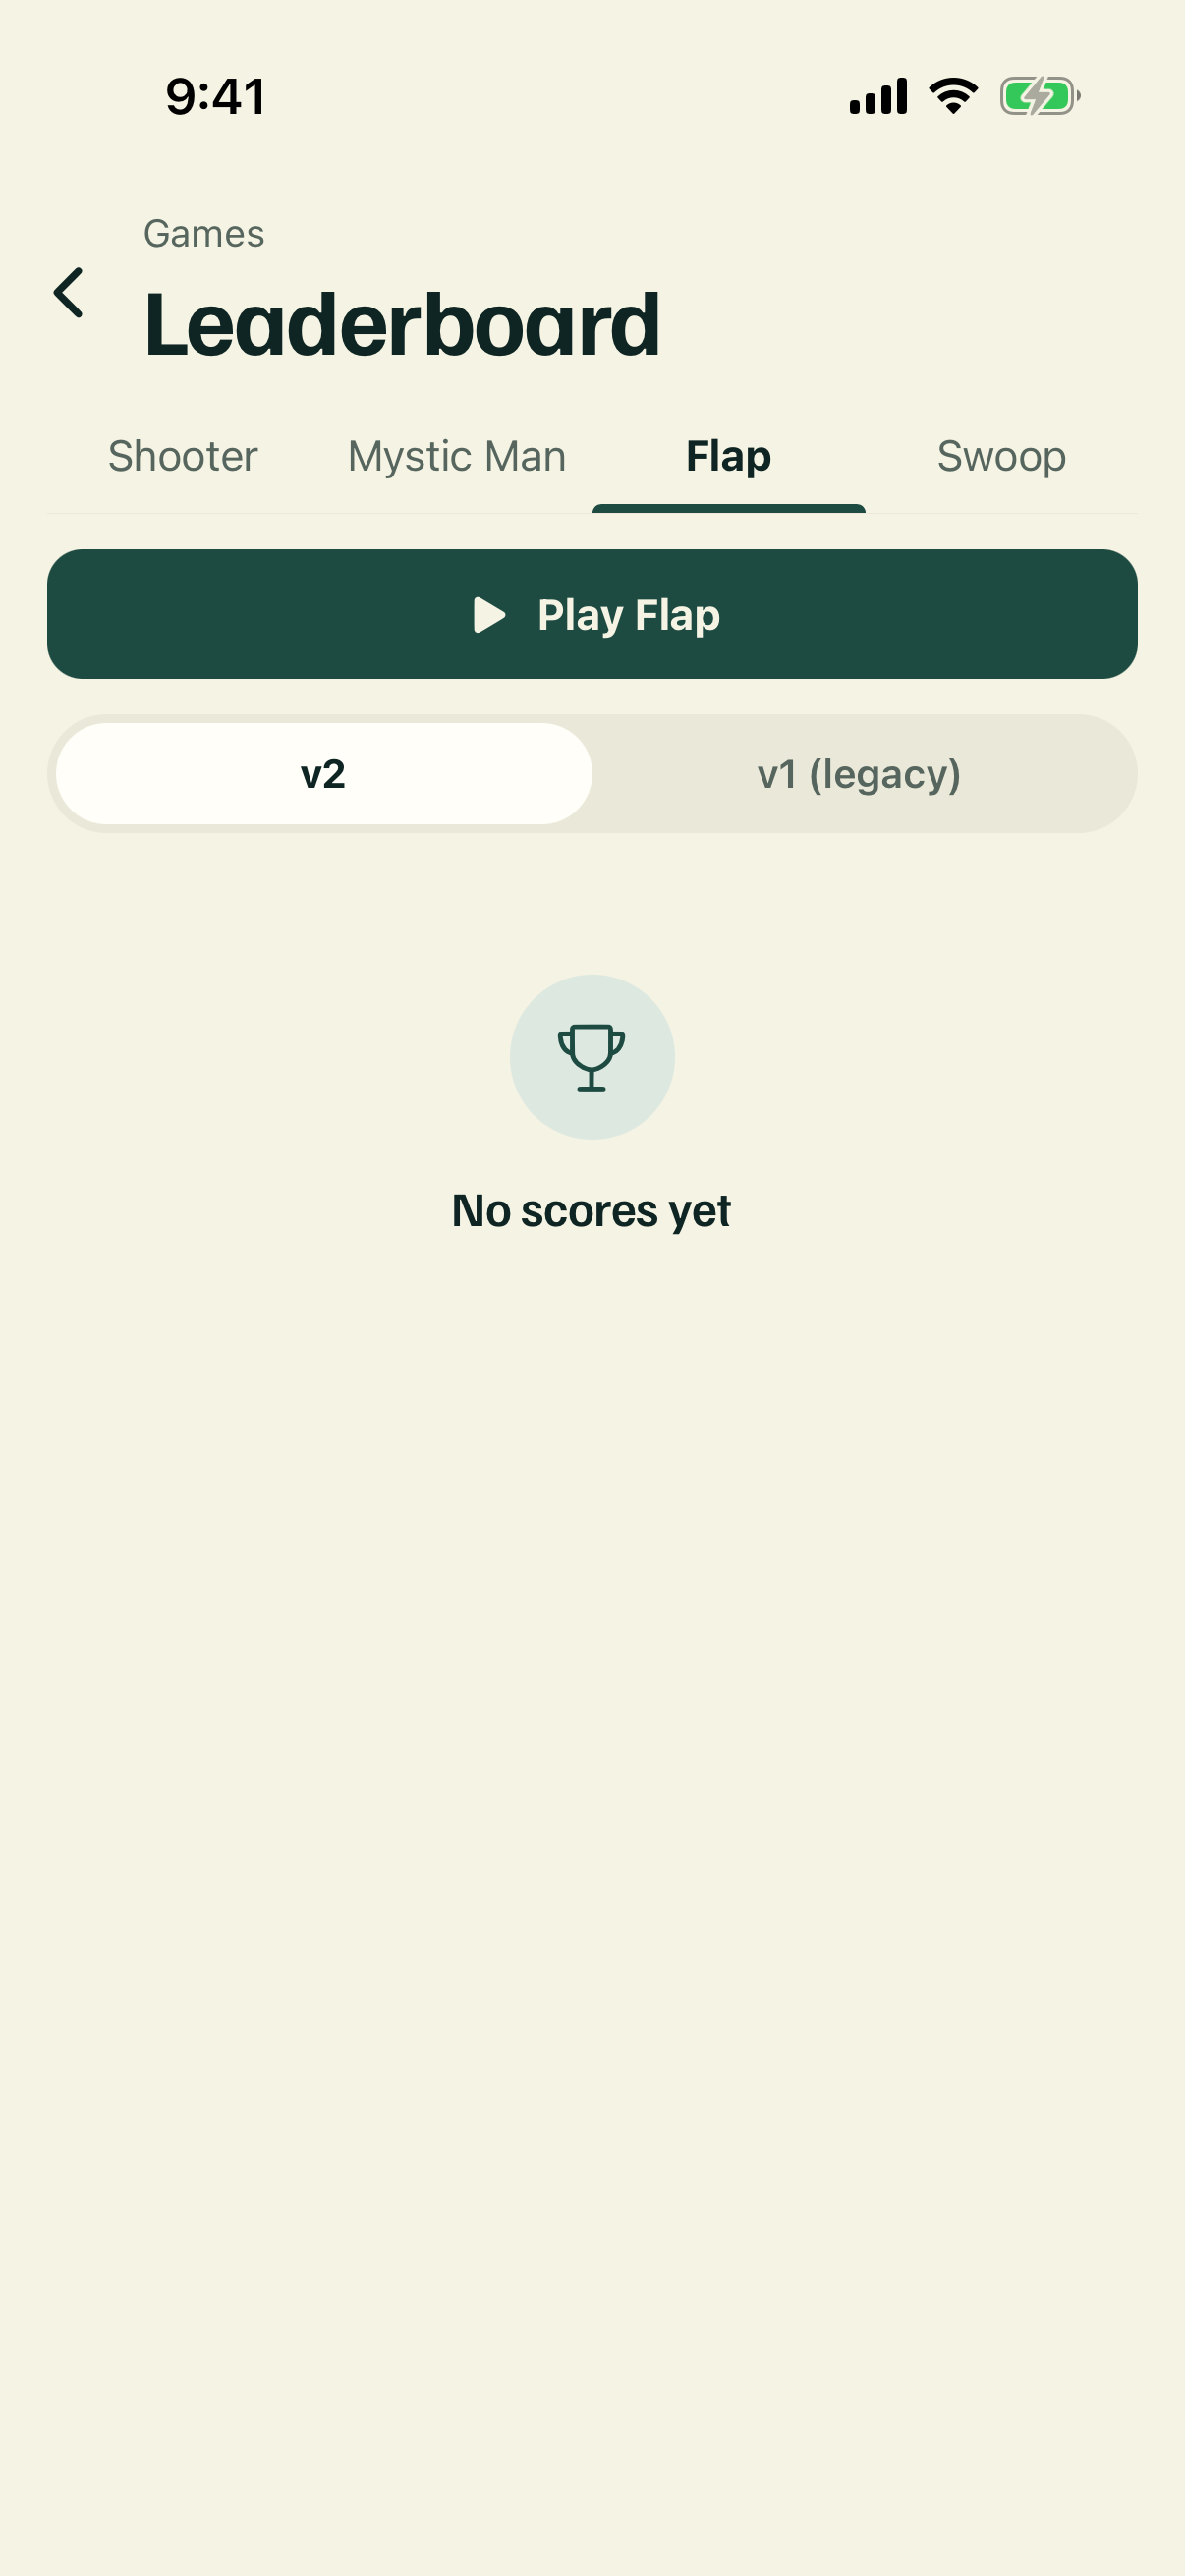 9:41
Games
Leaderboard
Shooter Mystic Man Flap Swoop
Play Flap
v2 v1 (legacy)
No scores yet